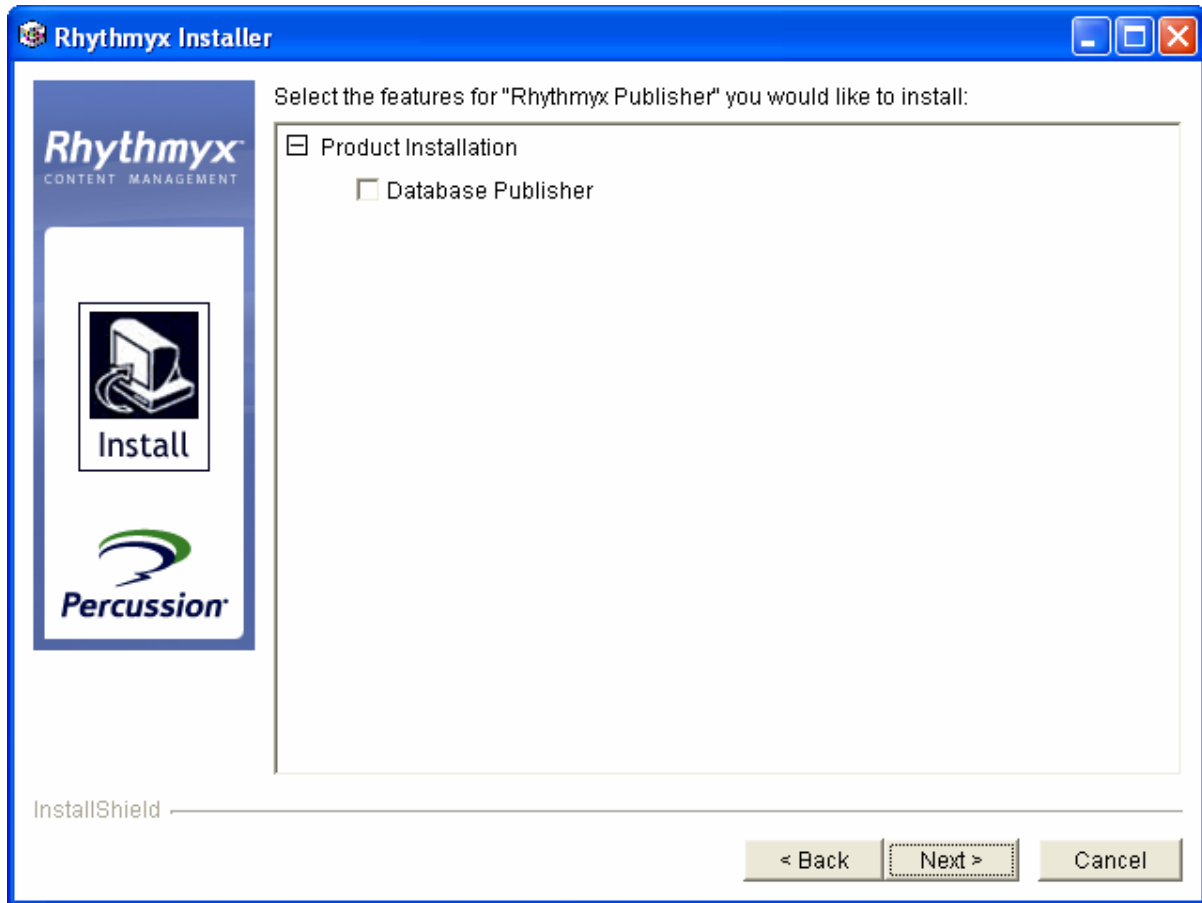 Rhythmyx Installer
Select the features for "Rhythmyx Publisher" you would like to install:
Rhythmyx
CONTENT MANAGEMENT
Product Installation
Database Publisher
Install
Percussion
InstallShield
< Back
Next >
Cancel